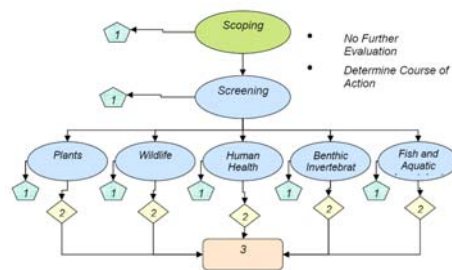 Scoping
1
• No Further
Evaluation
• Determine Course of
Action
Screening
1
Plants
Wildlife
Human
Health
Benthic
Invertebrat
Fish and
Aquatic
1
1
1
1
1
2
2
2
2
2
3